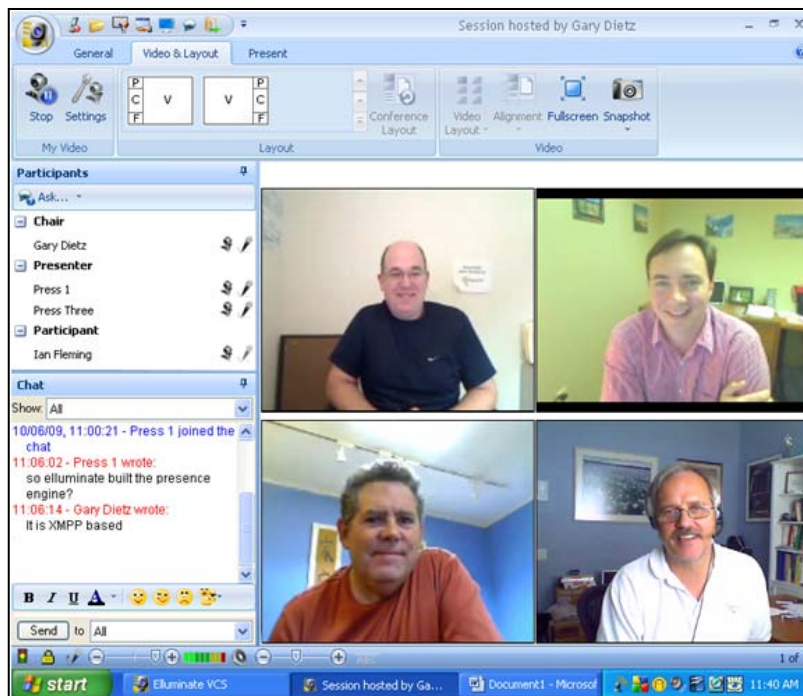 Session hosted by Gary Dietz
General Video & Layout Present
P
C
F
V
V
P
C
F
Stop Settings Conference Layout Video Layout Alignment Fullscreen Snapshot
My Video Layout Video
Participants
Ask...
Chair
Gary Dietz
Presenter
Press 1
Press Three
Participant
Ian Fleming
Chat
Show: All
10/06/09, 11:00:21 - Press 1 joined the
chat
11:06:02 - Press 1 wrote:
so elluminate built the presence
engine?
11:06:14 - Gary Dietz wrote:
It is XMPP based
B I U A
Send to All
1 of
start Elluminate VCS Session hosted by Ga... Document1 - Microsof 11:40 AM